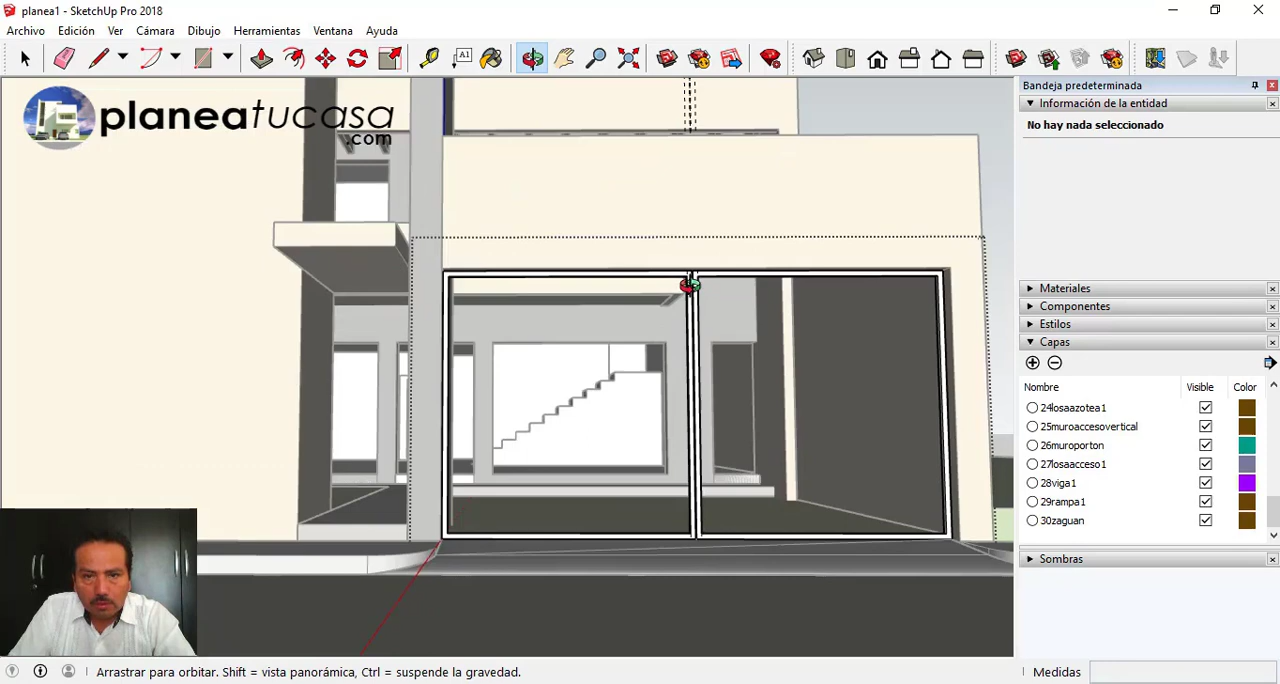 planea1 - SketchUp Pro 2018
Archivo Edición Ver Cámara Dibujo Herramientas Ventana Ayuda
A1
planeatucasa
.com
Bandeja predeterminada
Información de la entidad
No hay nada seleccionado
Materiales
Componentes
Estilos
Capas
Nombre Visible Color
24losaazotea1
25muroaccesovertical
26muroporton
27losaacceso1
28viga1
29rampa1
30zaguan
Sombras
Arrastrar para orbitar. Shift = vista panorámica, Ctrl = suspende la gravedad.
Medidas